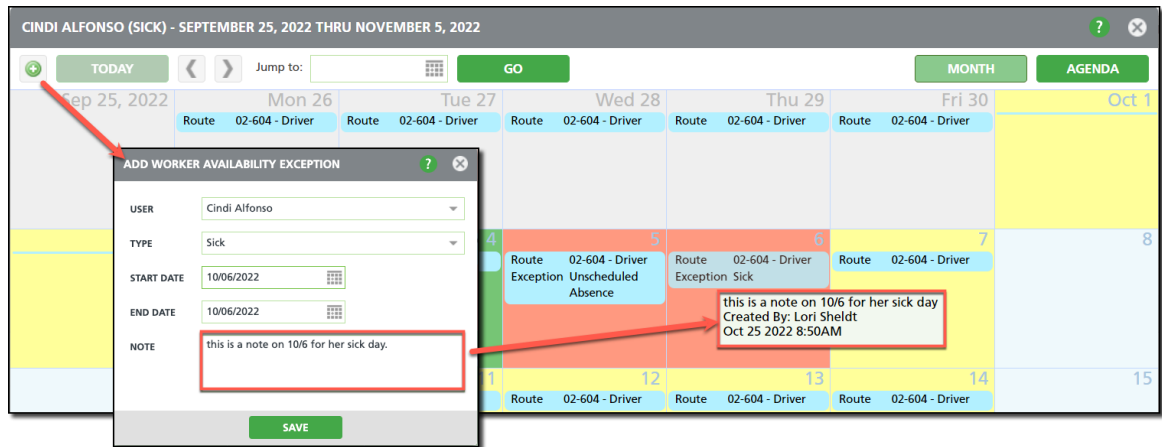 CINDI ALFONSO (SICK) - SEPTEMBER 25, 2022 THRU NOVEMBER 5, 2022 ?
TODAY Jump to: GO MONTH AGENDA
Sep 25, 2022 Mon 26 Tue 27 Wed 28 Thu 29 Fri 30 Oct 1
Route 02-604 - Driver Route 02-604 - Driver Route 02-604 - Driver Route 02-604 - Driver Route 02-604 - Driver
ADD WORKER AVAILABILITY EXCEPTION ?
USER Cindi Alfonso
TYPE Sick
START DATE 10/06/2022
END DATE 10/06/2022
NOTE this is a note on 10/6 for her sick day.
SAVE
4 5 6 7 8
Route 02-604 - Driver Route 02-604 - Driver Route 02-604 - Driver
Exception Unscheduled Exception Sick
Absence
this is a note on 10/6 for her sick day
Created By: Lori Sheldt
Oct 25 2022 8:50AM
11 12 13 14 15
Route 02-604 - Driver Route 02-604 - Driver Route 02-604 - Driver